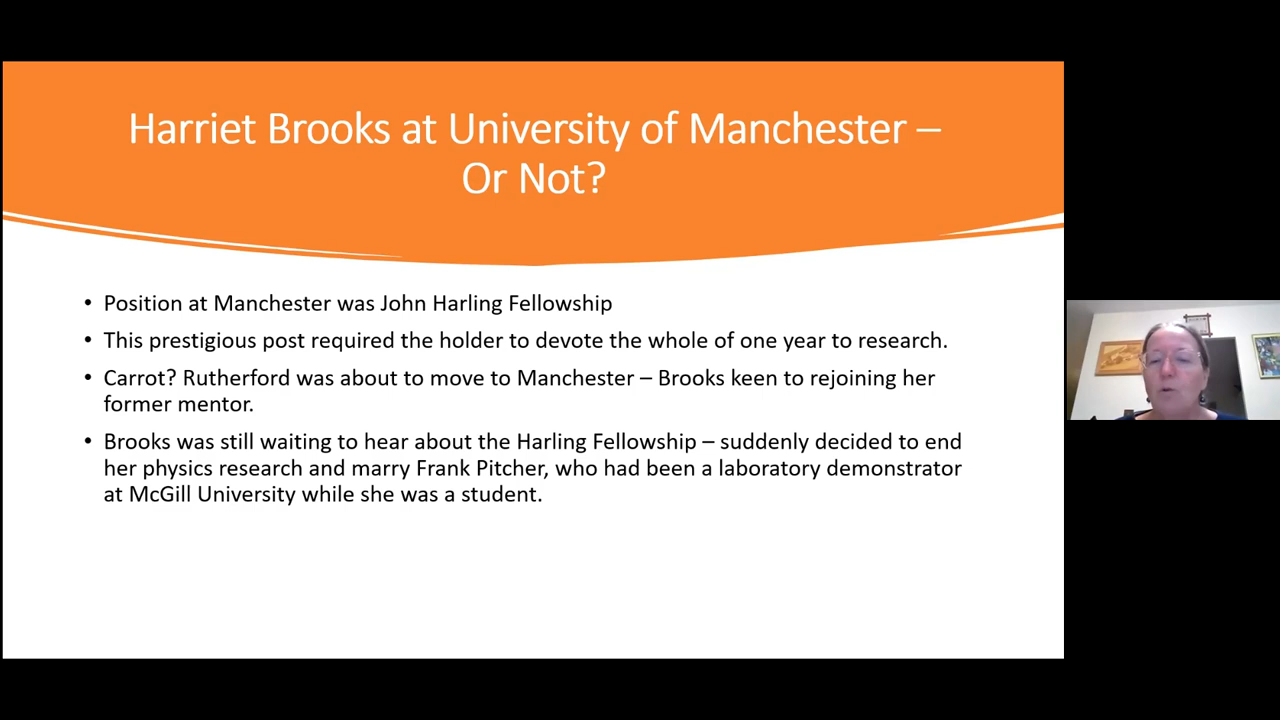 Harriet Brooks at University of Manchester –
Or Not?
• Position at Manchester was John Harling Fellowship
• This prestigious post required the holder to devote the whole of one year to research.
• Carrot? Rutherford was about to move to Manchester – Brooks keen to rejoining her
former mentor.
• Brooks was still waiting to hear about the Harling Fellowship – suddenly decided to end
her physics research and marry Frank Pitcher, who had been a laboratory demonstrator
at McGill University while she was a student.